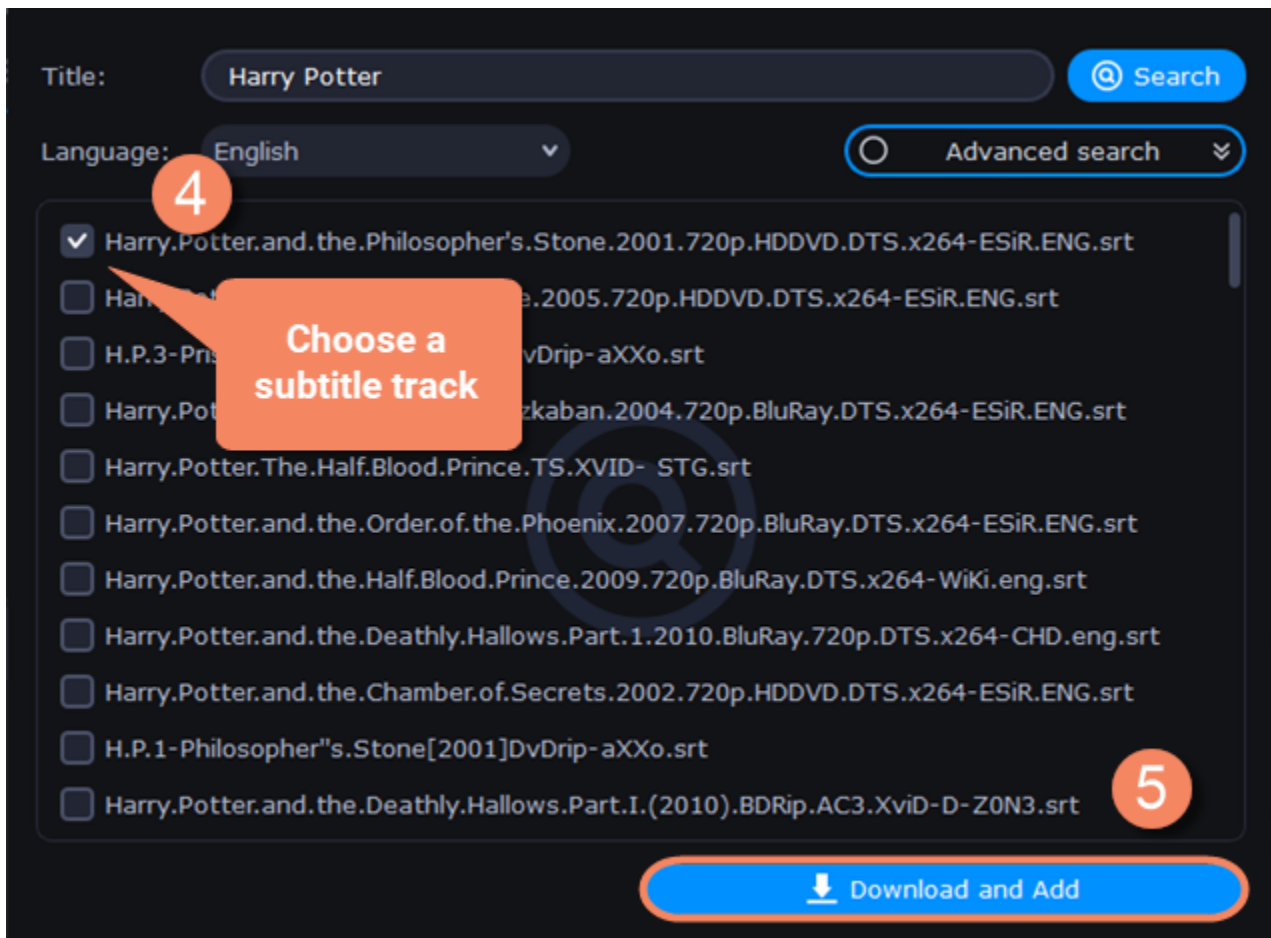 Title:
Harry Potter
Search
Language:
English
Advanced search
4
Harry.Potter.and.the.Philosopher's.Stone.2001.720p.HDDVD.DTS.x264-ESiR.ENG.srt
.2005.720p.HDDVD.DTS.x264-ESiR.ENG.srt
H.P.3-
vDrip-aXXo.srt
Harry.
zkaban.2004.720p.BluRay.DTS.x264-ESiR.ENG.srt
Choose a
subtitle track
Harry.Potter.The.Half.Blood.Prince.TS.XVID- STG.srt
Harry.Potter.and.the.Order.of.the.Phoenix.2007.720p.BluRay.DTS.x264-ESiR.ENG.srt
Harry.Potter.and.the.Half.Blood.Prince.2009.720p.BluRay.DTS.x264-WiKi.eng.srt
Harry.Potter.and.the.Deathly.Hallows.Part.1.2010.BluRay.720p.DTS.x264-CHD.eng.srt
Harry.Potter.and.the.Chamber.of.Secrets.2002.720p.HDDVD.DTS.x264-ESiR.ENG.srt
H.P.1-Philosopher"s.Stone[2001]DvDrip-aXXo.srt
Harry.Potter.and.the.Deathly.Hallows.Part.I.(2010).BDRip.AC3.XviD-D-Z0N3.srt
5
Download and Add